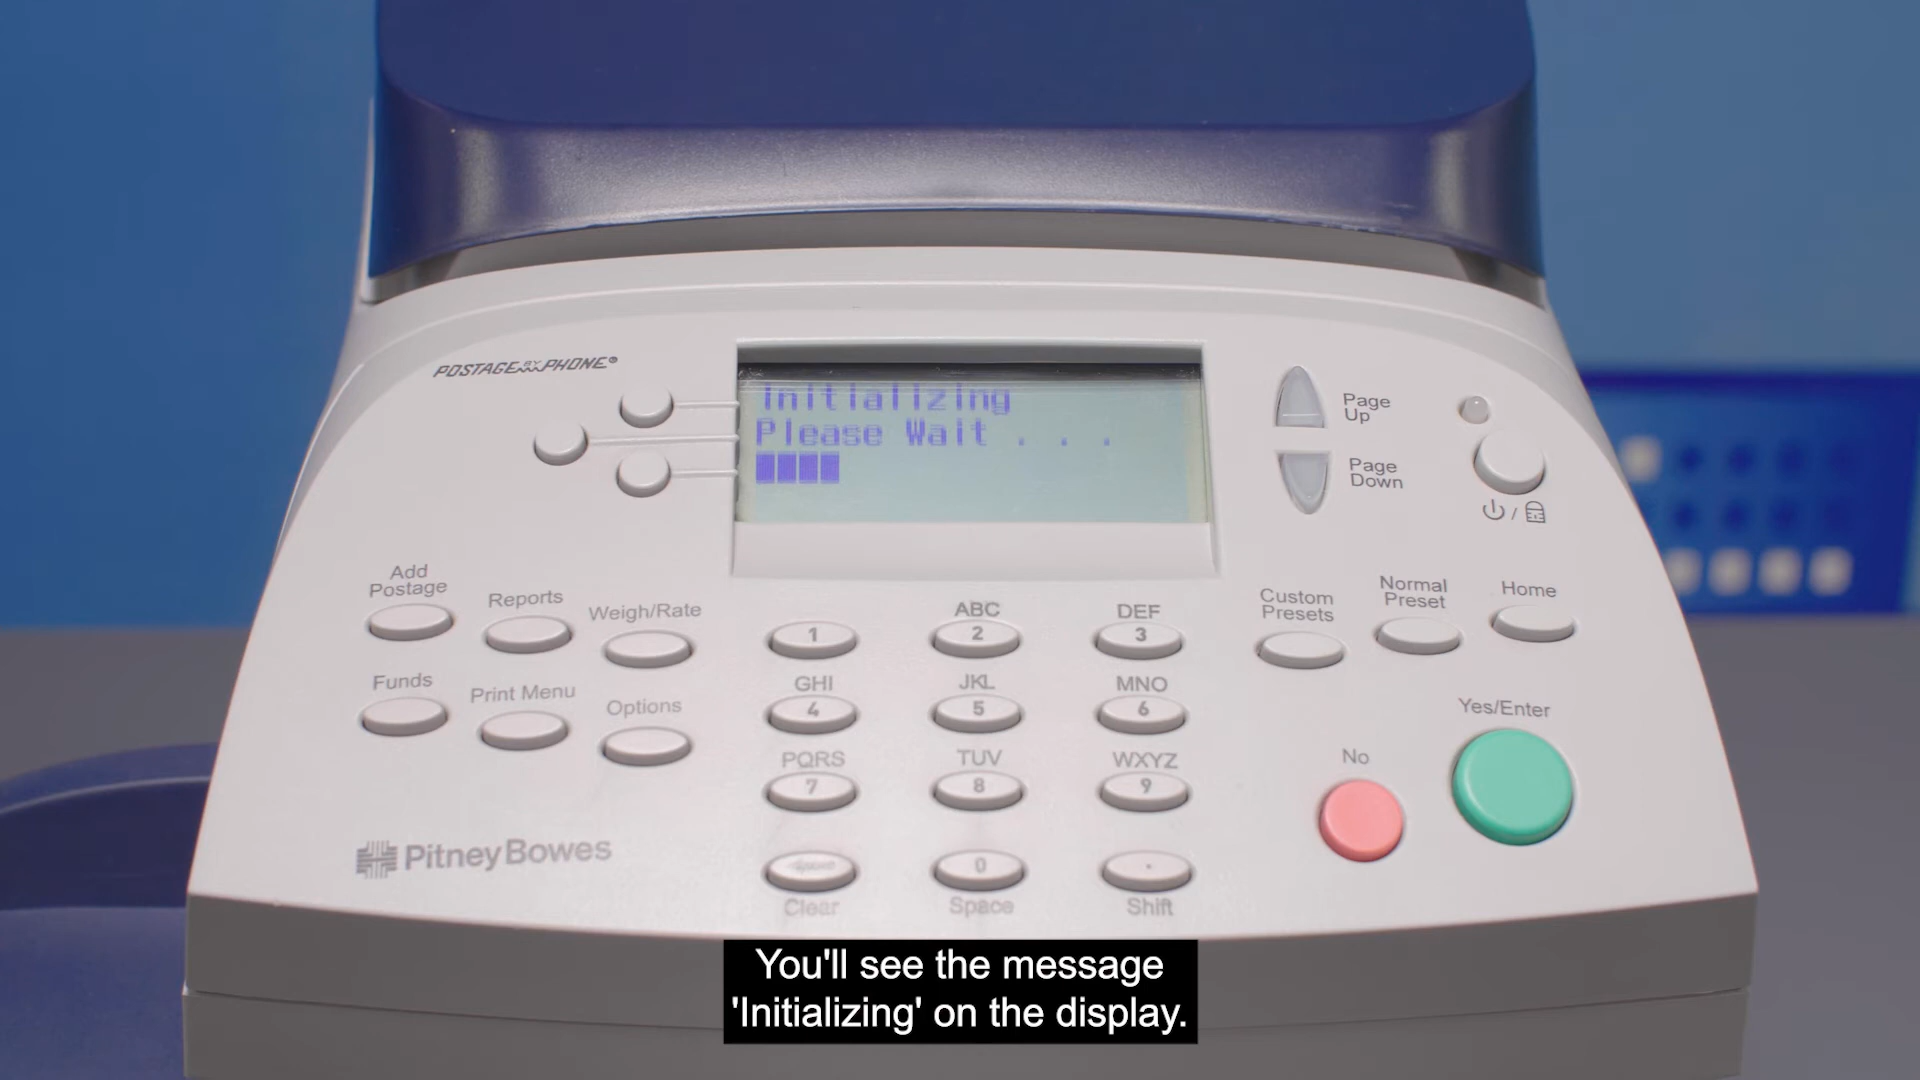 POSTAGE BY PHONE®
Initializing
Please Wait . . .
Page
Up
Page
Down
Add
Postage
Reports
Weigh/Rate
Funds
Print Menu
Options
1
ABC
2
DEF
3
GHI
4
JKL
5
MNO
6
PQRS
7
TUV
8
WXYZ
9
Clear
0
Space
.
Shift
Custom
Presets
Normal
Preset
Home
Yes/Enter
No
Pitney Bowes
You'll see the message
'Initializing' on the display.